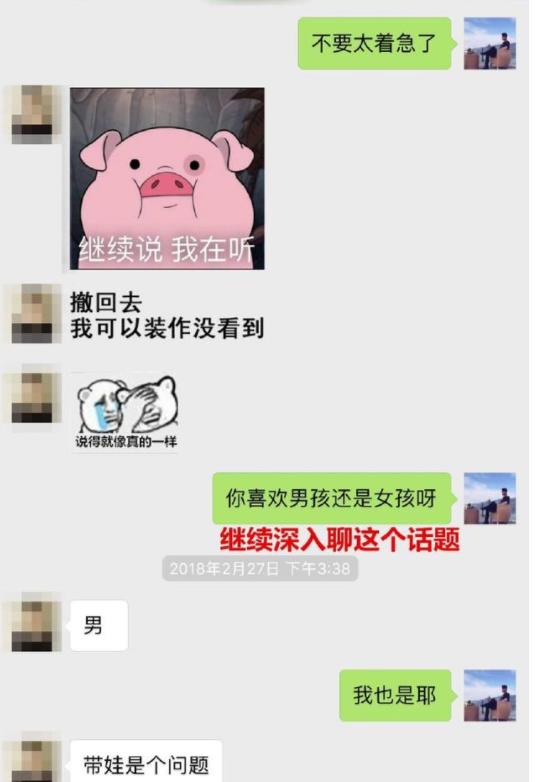 不要太着急了
继续说 我在听
撤回去
我可以装作没看到
说得就像真的一样
你喜欢男孩还是女孩呀
继续深入聊这个话题
2018年2月27日 下午3:38
男
我也是耶
带娃是个问题